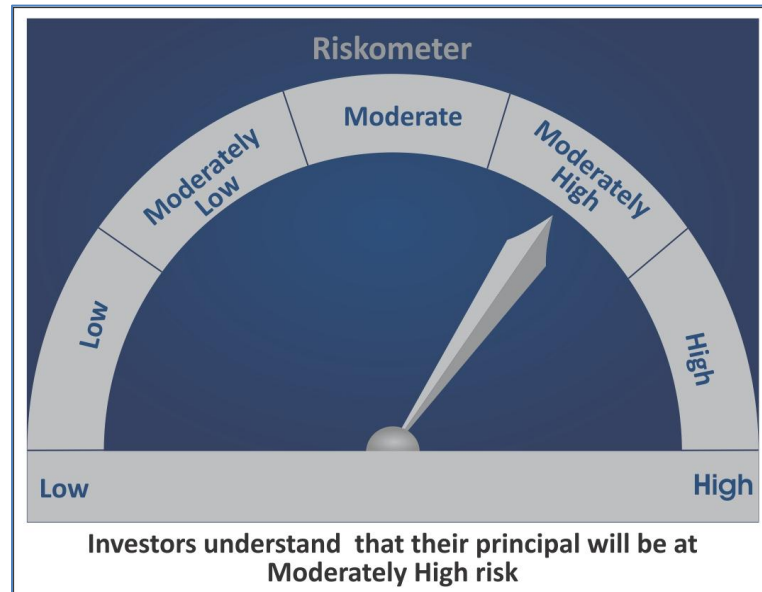 Riskometer
Low
Moderately
Low
Moderate
Moderately
High
High
Low
High
Investors understand  that their principal will be at
Moderately High risk